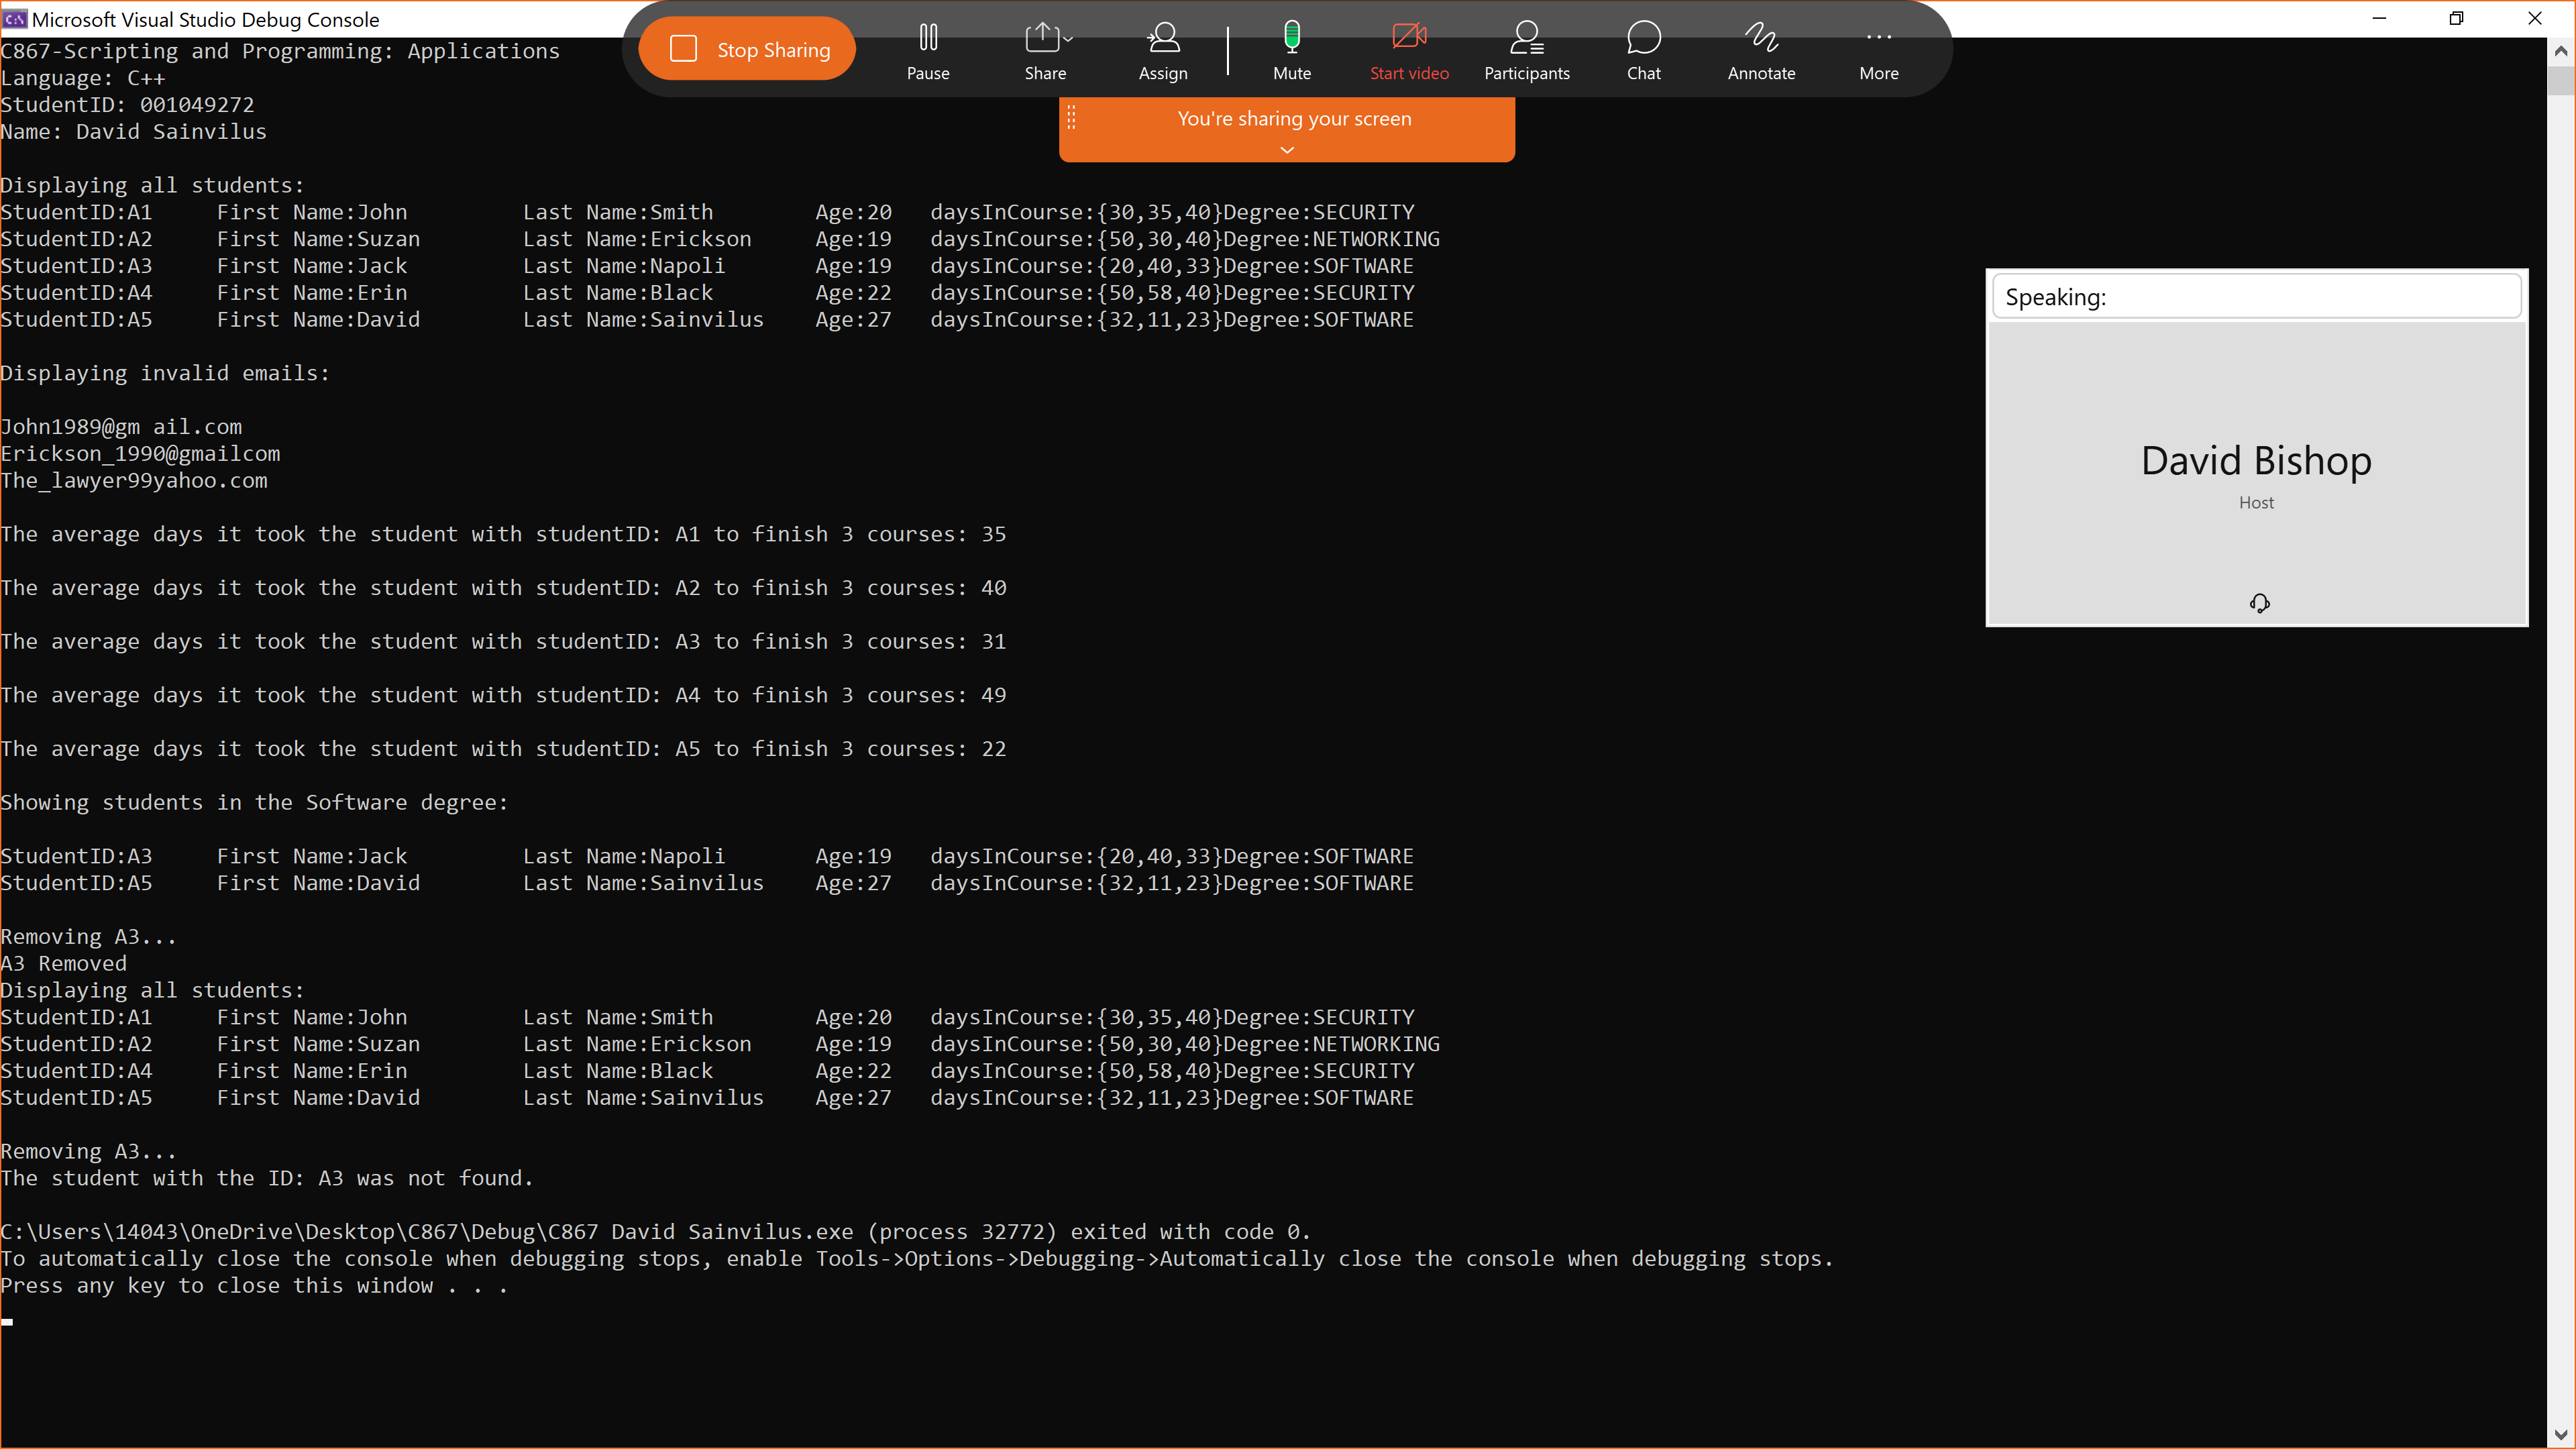 Microsoft Visual Studio Debug Console
Stop Sharing
Pause
Share
Assign
Mute
Start video
Participants
Chat
Annotate
More
You're sharing your screen
C867-Scripting and Programming: Applications
Language: C++
StudentID: 001049272
Name: David Sainvilus
Displaying all students:
StudentID:A1 First Name:John Last Name:Smith Age:20 daysInCourse:{30,35,40}Degree:SECURITY
StudentID:A2 First Name:Suzan Last Name:Erickson Age:19 daysInCourse:{50,30,40}Degree:NETWORKING
StudentID:A3 First Name:Jack Last Name:Napoli Age:19 daysInCourse:{20,40,33}Degree:SOFTWARE
StudentID:A4 First Name:Erin Last Name:Black Age:22 daysInCourse:{50,58,40}Degree:SECURITY
StudentID:A5 First Name:David Last Name:Sainvilus Age:27 daysInCourse:{32,11,23}Degree:SOFTWARE
Speaking:
David Bishop
Host
Displaying invalid emails:
John1989@gm ail.com
Erickson_1990@gmailcom
The_lawyer99yahoo.com
The average days it took the student with studentID: A1 to finish 3 courses: 35
The average days it took the student with studentID: A2 to finish 3 courses: 40
The average days it took the student with studentID: A3 to finish 3 courses: 31
The average days it took the student with studentID: A4 to finish 3 courses: 49
The average days it took the student with studentID: A5 to finish 3 courses: 22
Showing students in the Software degree:
StudentID:A3 First Name:Jack Last Name:Napoli Age:19 daysInCourse:{20,40,33}Degree:SOFTWARE
StudentID:A5 First Name:David Last Name:Sainvilus Age:27 daysInCourse:{32,11,23}Degree:SOFTWARE
Removing A3...
A3 Removed
Displaying all students:
StudentID:A1 First Name:John Last Name:Smith Age:20 daysInCourse:{30,35,40}Degree:SECURITY
StudentID:A2 First Name:Suzan Last Name:Erickson Age:19 daysInCourse:{50,30,40}Degree:NETWORKING
StudentID:A4 First Name:Erin Last Name:Black Age:22 daysInCourse:{50,58,40}Degree:SECURITY
StudentID:A5 First Name:David Last Name:Sainvilus Age:27 daysInCourse:{32,11,23}Degree:SOFTWARE
Removing A3...
The student with the ID: A3 was not found.
C:\Users\14043\OneDrive\Desktop\C867\Debug\C867 David Sainvilus.exe (process 32772) exited with code 0.
To automatically close the console when debugging stops, enable Tools->Options->Debugging->Automatically close the console when debugging stops.
Press any key to close this window . . .